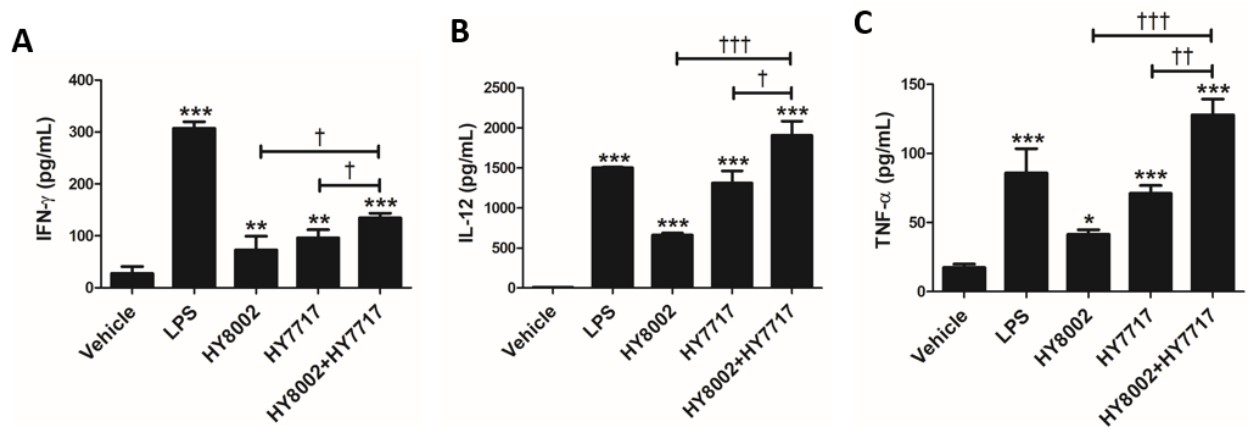 A
IFN-γ (pg/mL)
400
300
200
100
0
***
**
**
***
†
†
Vehicle
LPS
HY8002
HY7717
HY8002+HY7717
B
IL-12 (pg/mL)
2500
2000
1500
1000
500
0
***
***
***
***
†††
†
Vehicle
LPS
HY8002
HY7717
HY8002+HY7717
C
TNF-α (pg/mL)
150
100
50
0
***
*
***
***
†††
††
Vehicle
LPS
HY8002
HY7717
HY8002+HY7717